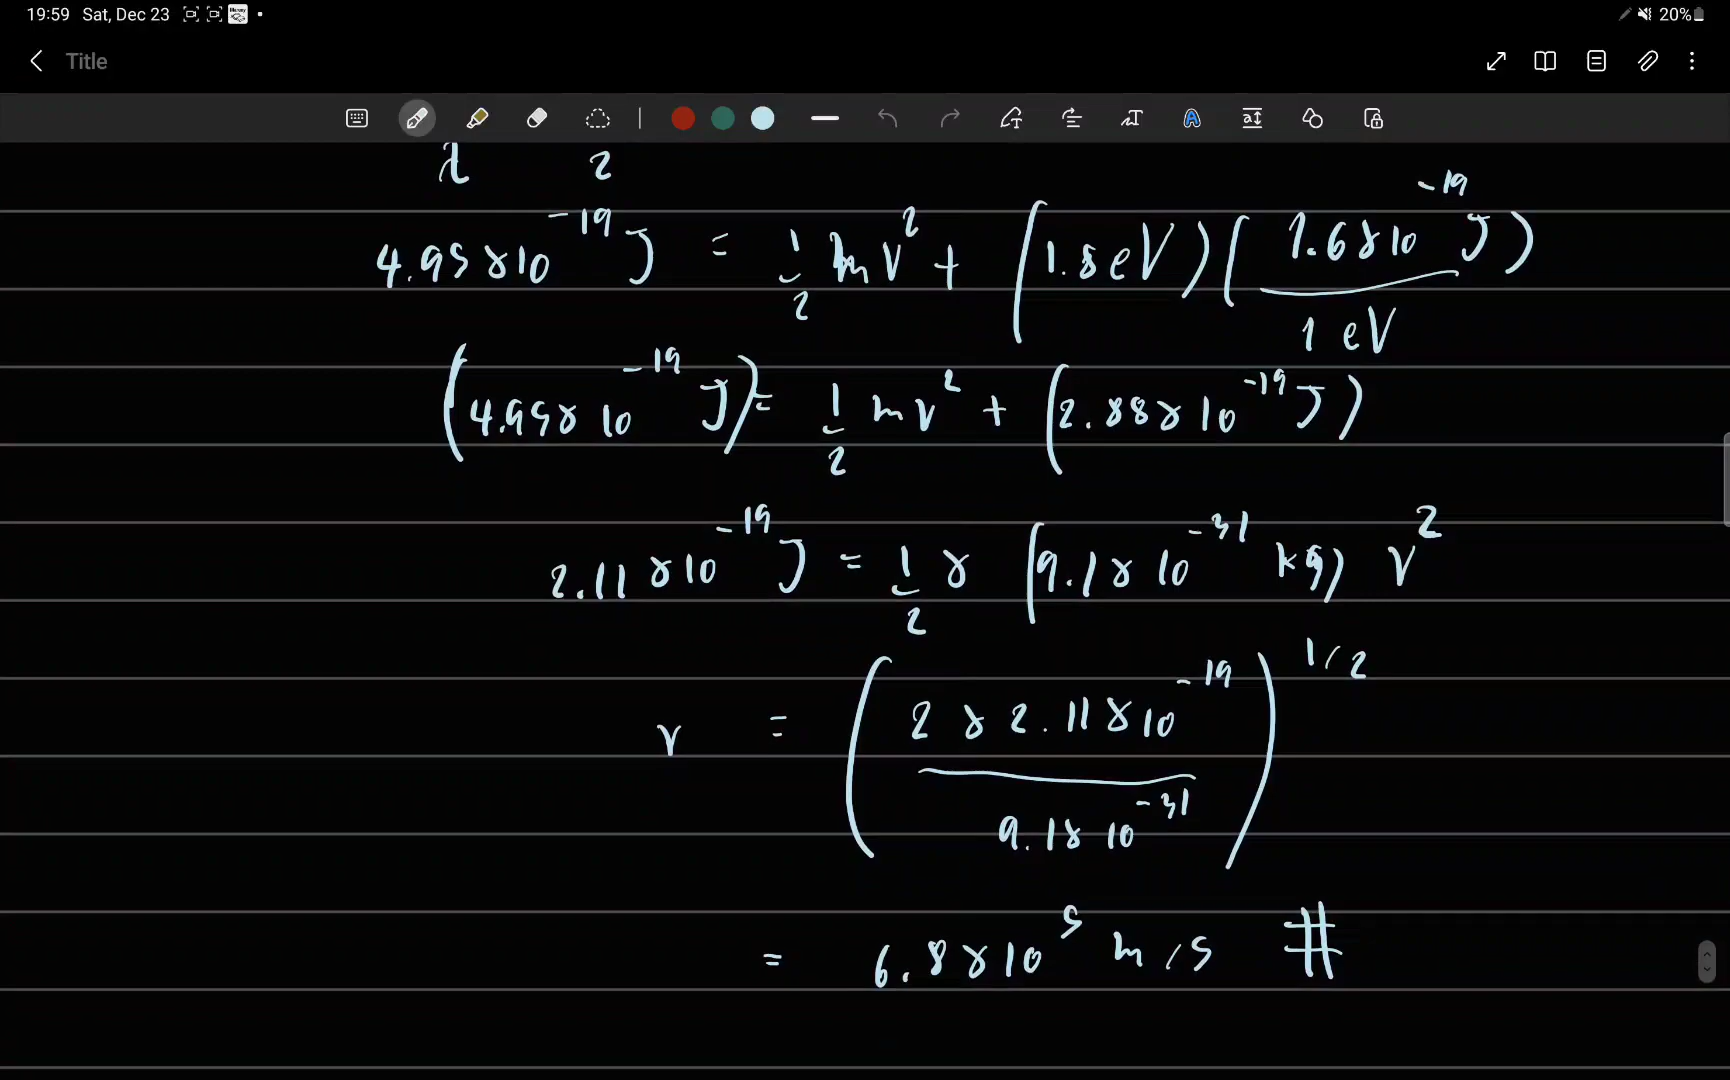 19:59 Sat, Dec 23 20%
Title
λ 2
4.95 x 10^-19 J = 1/2 mv^2 + (1.8 eV)(1.6 x 10^-19 J / 1 eV)
(4.99 x 10^-19 J) = 1/2 mv^2 + (2.88 x 10^-19 J)
2.11 x 10^-19 J = 1/2 x (9.1 x 10^-31 kg) v^2
v = (2 x 2.11 x 10^-19 / 9.1 x 10^-31)^1/2
= 6.8 x 10^5 m/s #